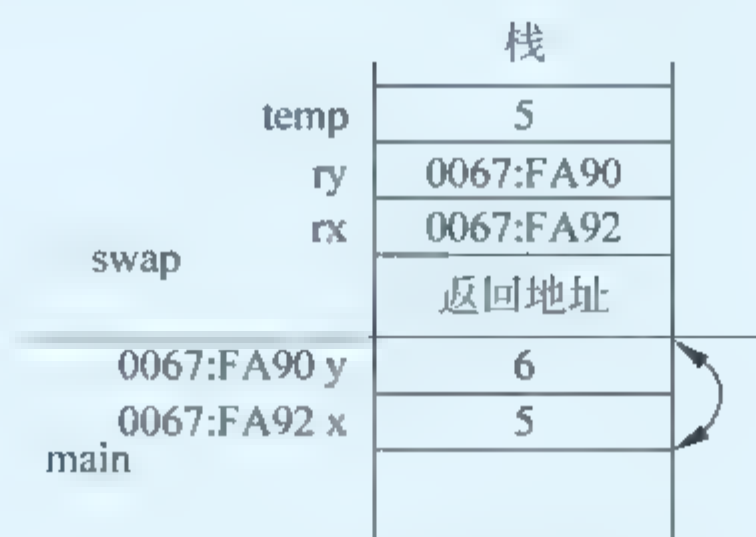 栈
temp 5
ry 0067:FA90
rx 0067:FA92
swap
返回地址
0067:FA90 y 6
0067:FA92 x 5
main